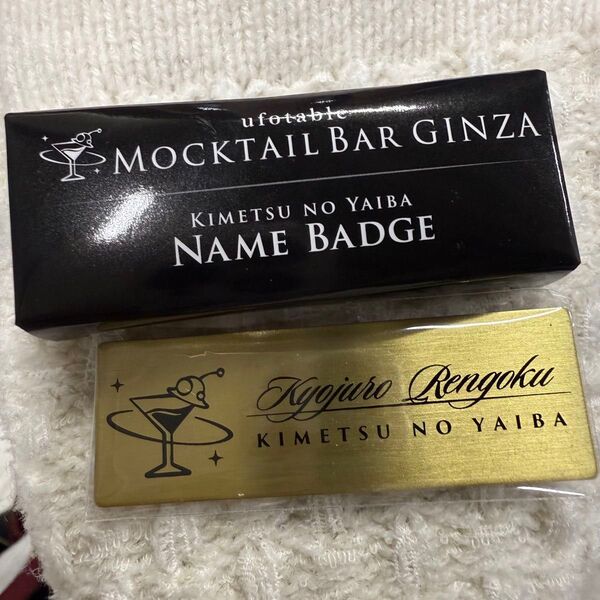 ufotable
MOCKTAIL BAR GINZA
KIMETSU NO YAIBA
NAME BADGE
Kyojuro Rengoku
KIMETSU NO YAIBA